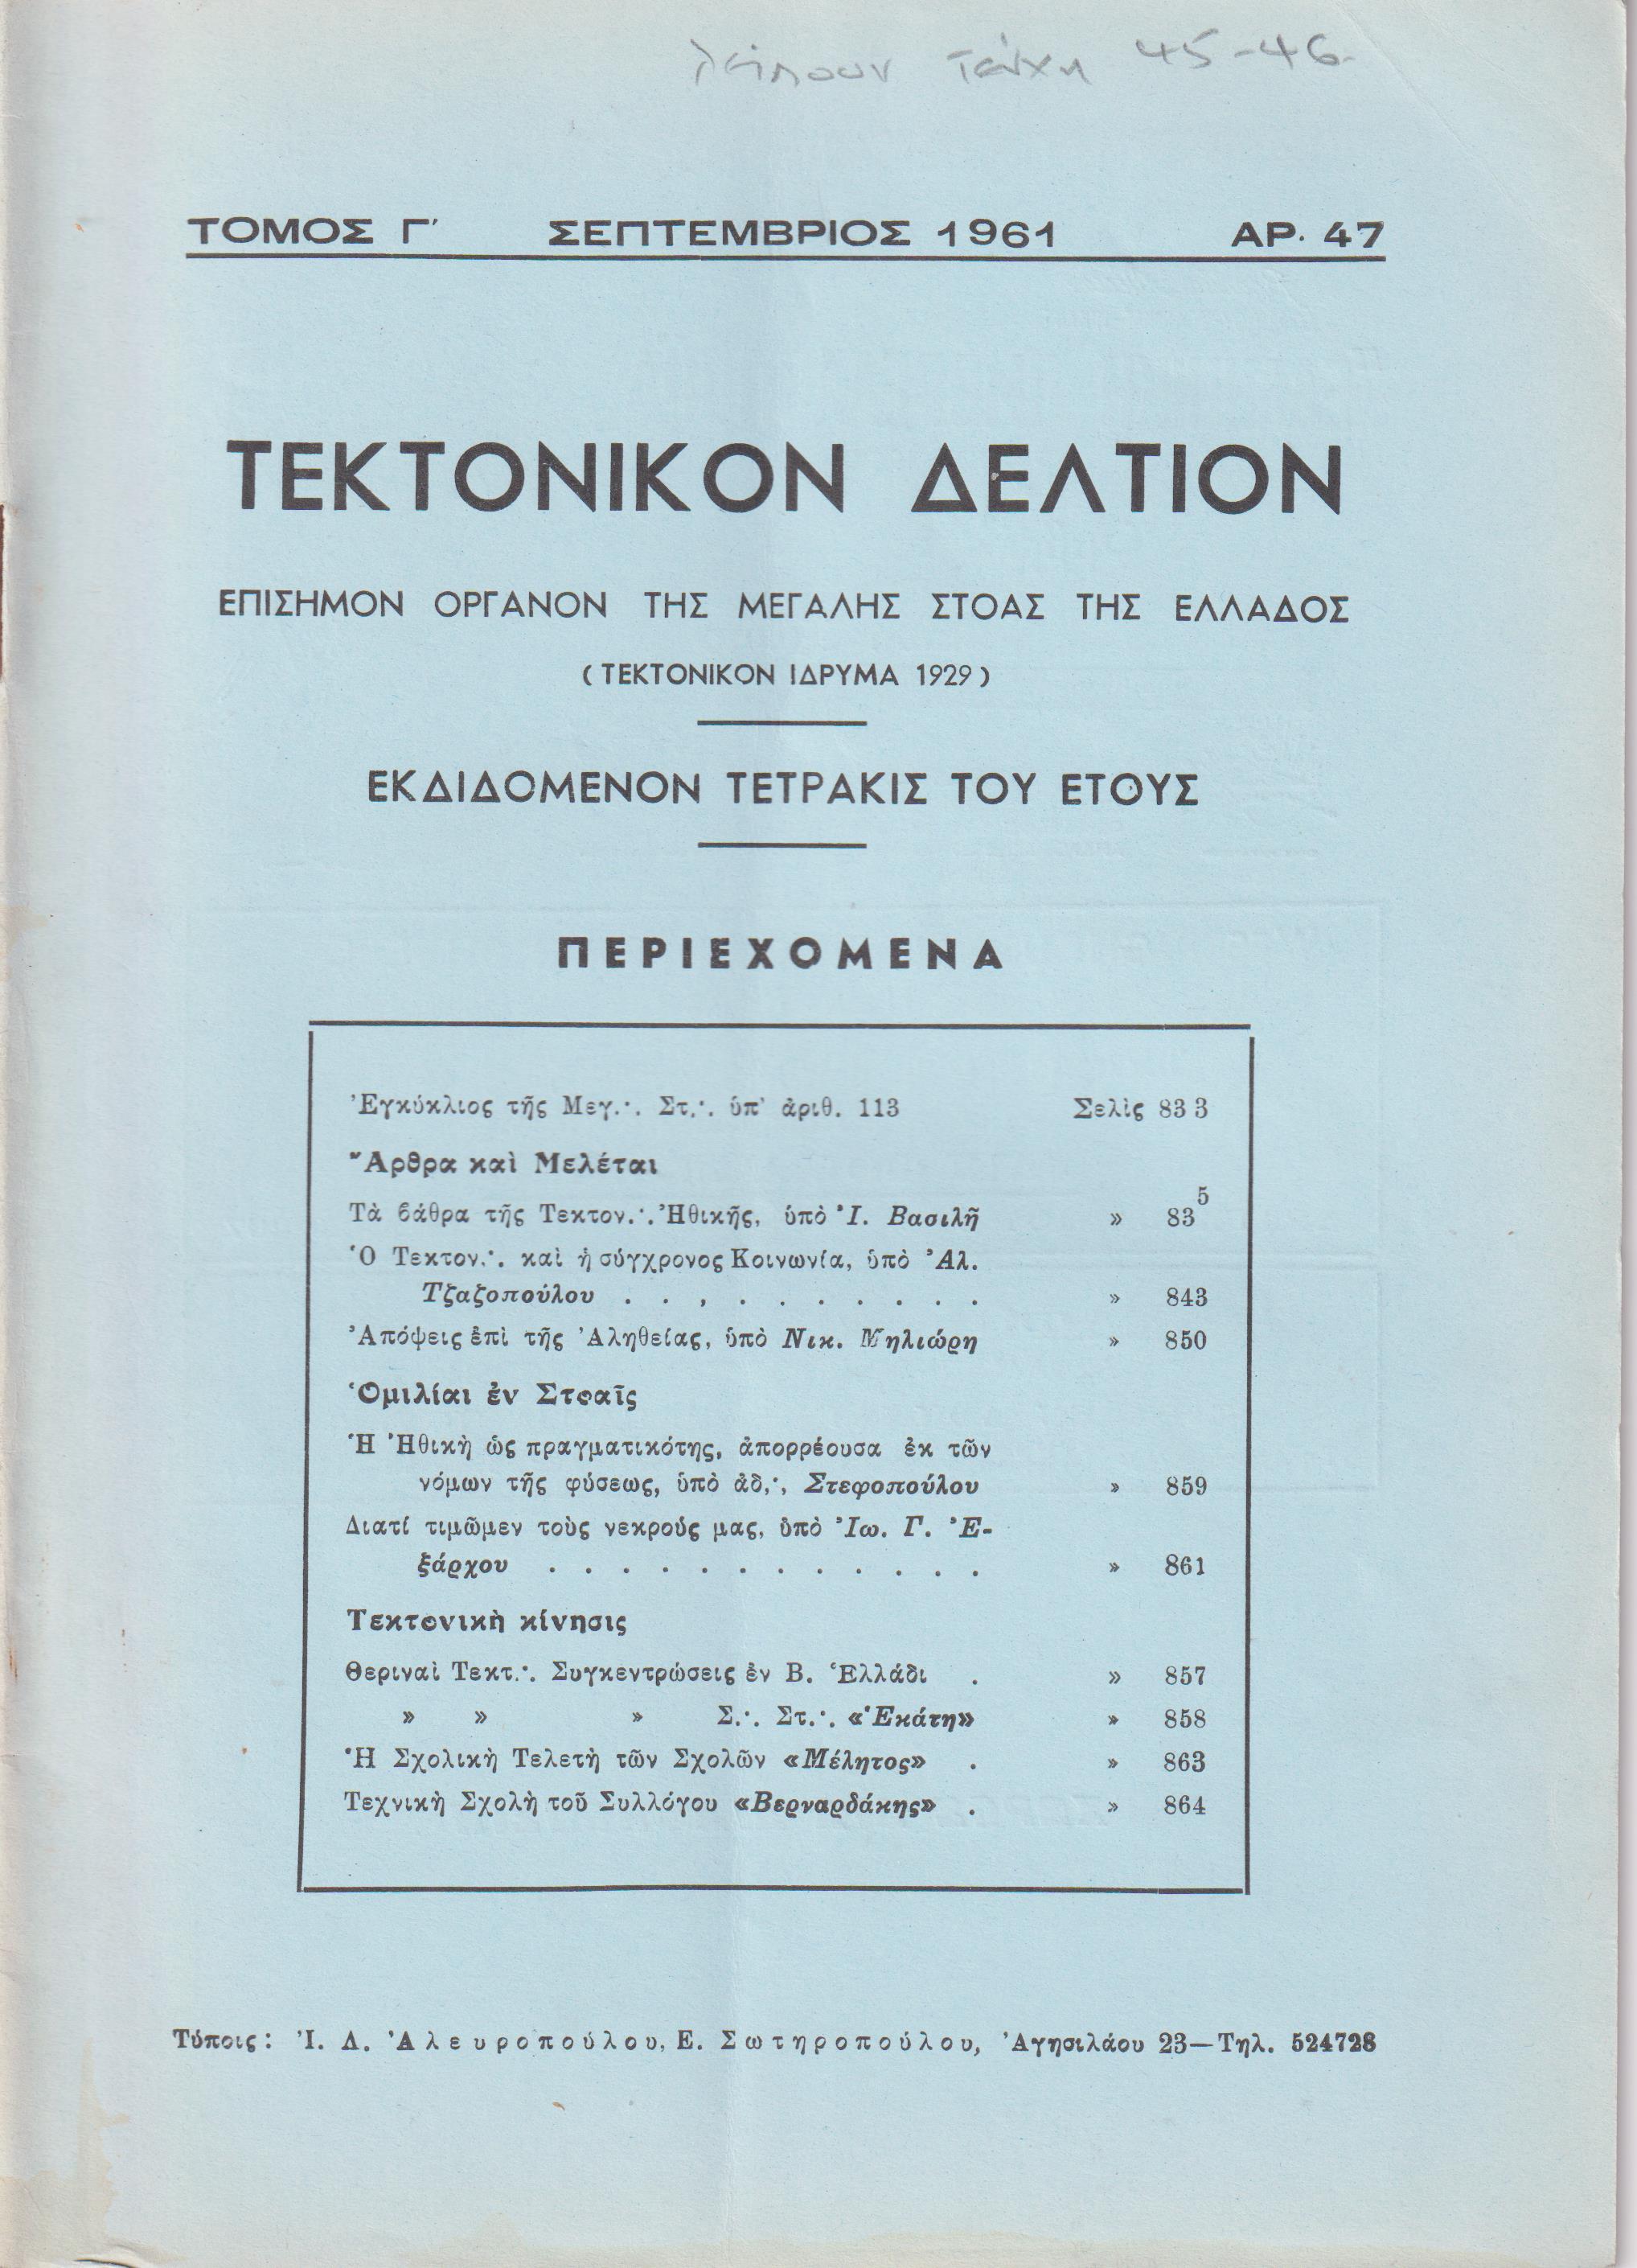 λείπουν τεύχη 45-46.
ΤΟΜΟΣ Γ΄ ΣΕΠΤΕΜΒΡΙΟΣ 1961 ΑΡ. 47
ΤΕΚΤΟΝΙΚΟΝ ΔΕΛΤΙΟΝ
ΕΠΙΣΗΜΟΝ ΟΡΓΑΝΟΝ ΤΗΣ ΜΕΓΑΛΗΣ ΣΤΟΑΣ ΤΗΣ ΕΛΛΑΔΟΣ
(ΤΕΚΤΟΝΙΚΟΝ ΙΔΡΥΜΑ 1929)
ΕΚΔΙΔΟΜΕΝΟΝ ΤΕΤΡΑΚΙΣ ΤΟΥ ΕΤΟΥΣ
ΠΕΡΙΕΧΟΜΕΝΑ
Ἐγκύκλιος τῆς Μεγ.·. Στ.·. ὑπ' ἀριθ. 113 Σελὶς 83 3
Ἄρθρα καὶ Μελέται
Τὰ βάθρα τῆς Τεκτον.·. Ἠθικῆς, ὑπὸ Ἰ. Βασιλῆ » 835
Ὁ Τεκτον.·. καὶ ἡ σύγχρονος Κοινωνία, ὑπὸ Ἀλ.
Τζαζοπούλου . . , . . . . . . . » 843
Ἀπόψεις ἐπὶ τῆς Ἀληθείας, ὑπὸ Νικ. Μηλιώρη » 850
Ὁμιλίαι ἐν Στοαῖς
Ἡ Ἠθικὴ ὡς πραγματικότης, ἀπορρέουσα ἐκ τῶν
νόμων τῆς φύσεως, ὑπὸ ἀδ,·, Στεφοπούλου » 859
Διατί τιμῶμεν τοὺς νεκρούς μας, ὑπὸ Ἰω. Γ. Ἐ-
ξάρχου . . . . . . . . . . . . » 861
Τεκτονικὴ κίνησις
Θεριναὶ Τεκτ.·. Συγκεντρώσεις ἐν Β. Ἑλλάδι . » 857
» » » Σ.·. Στ.·. «Ἑκάτη» » 858
Ἡ Σχολικὴ Τελετὴ τῶν Σχολῶν «Μέλητος» . » 863
Τεχνικὴ Σχολὴ τοῦ Συλλόγου «Βερναρδάκης» . » 864
Τύποις: Ἰ. Δ. Ἀλευροπούλου, Ε. Σωτηροπούλου, Ἀγησιλάου 23—Τηλ. 524728